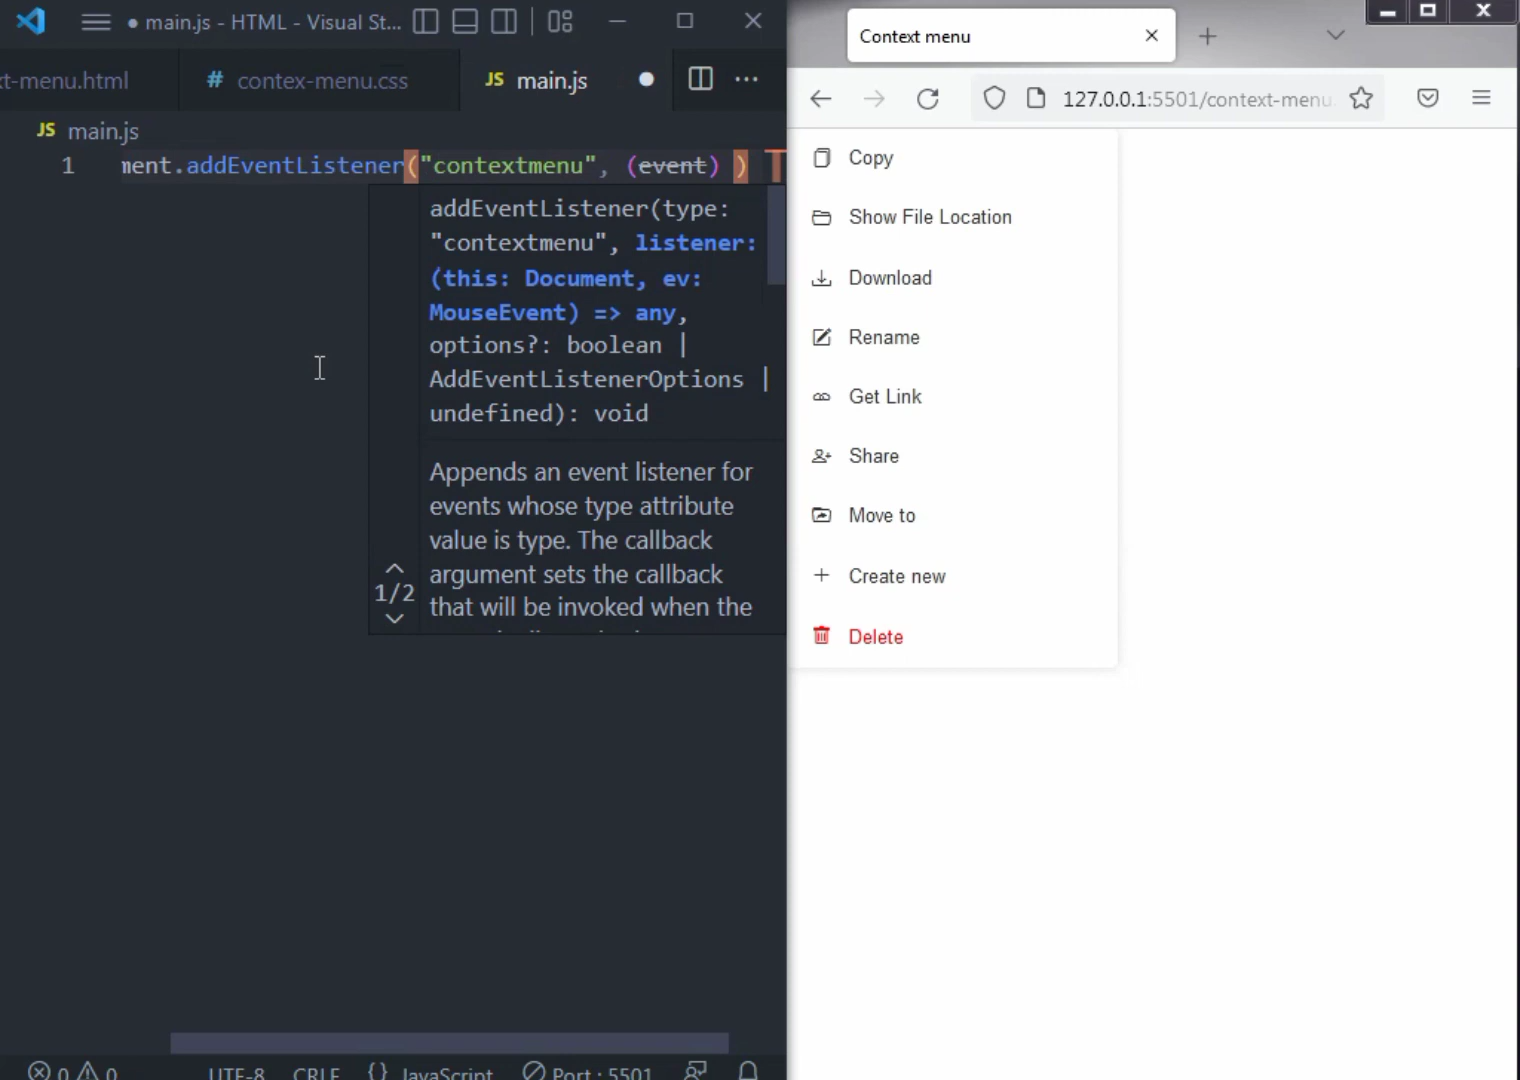 main.js - HTML - Visual St...
xt-menu.html
# contex-menu.css
JS main.js
JS main.js
1 ment.addEventListener("contextmenu", (event) )
addEventListener(type:
"contextmenu", listener:
(this: Document, ev:
MouseEvent) => any,
options?: boolean |
AddEventListenerOptions |
undefined): void
Appends an event listener for
events whose type attribute
value is type. The callback
argument sets the callback
that will be invoked when the
1/2
0 0 UTF-8 CRLF {} JavaScript Port : 5501
Context menu
127.0.0.1:5501/context-menu.
Copy
Show File Location
Download
Rename
Get Link
Share
Move to
Create new
Delete